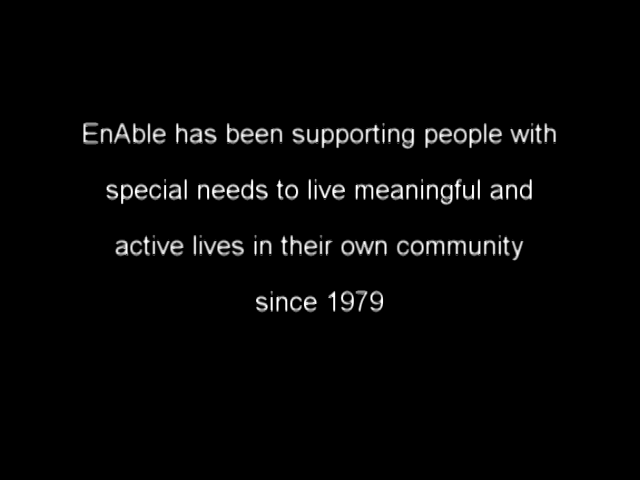 EnAble has been supporting people with
special needs to live meaningful and
active lives in their own community
since 1979